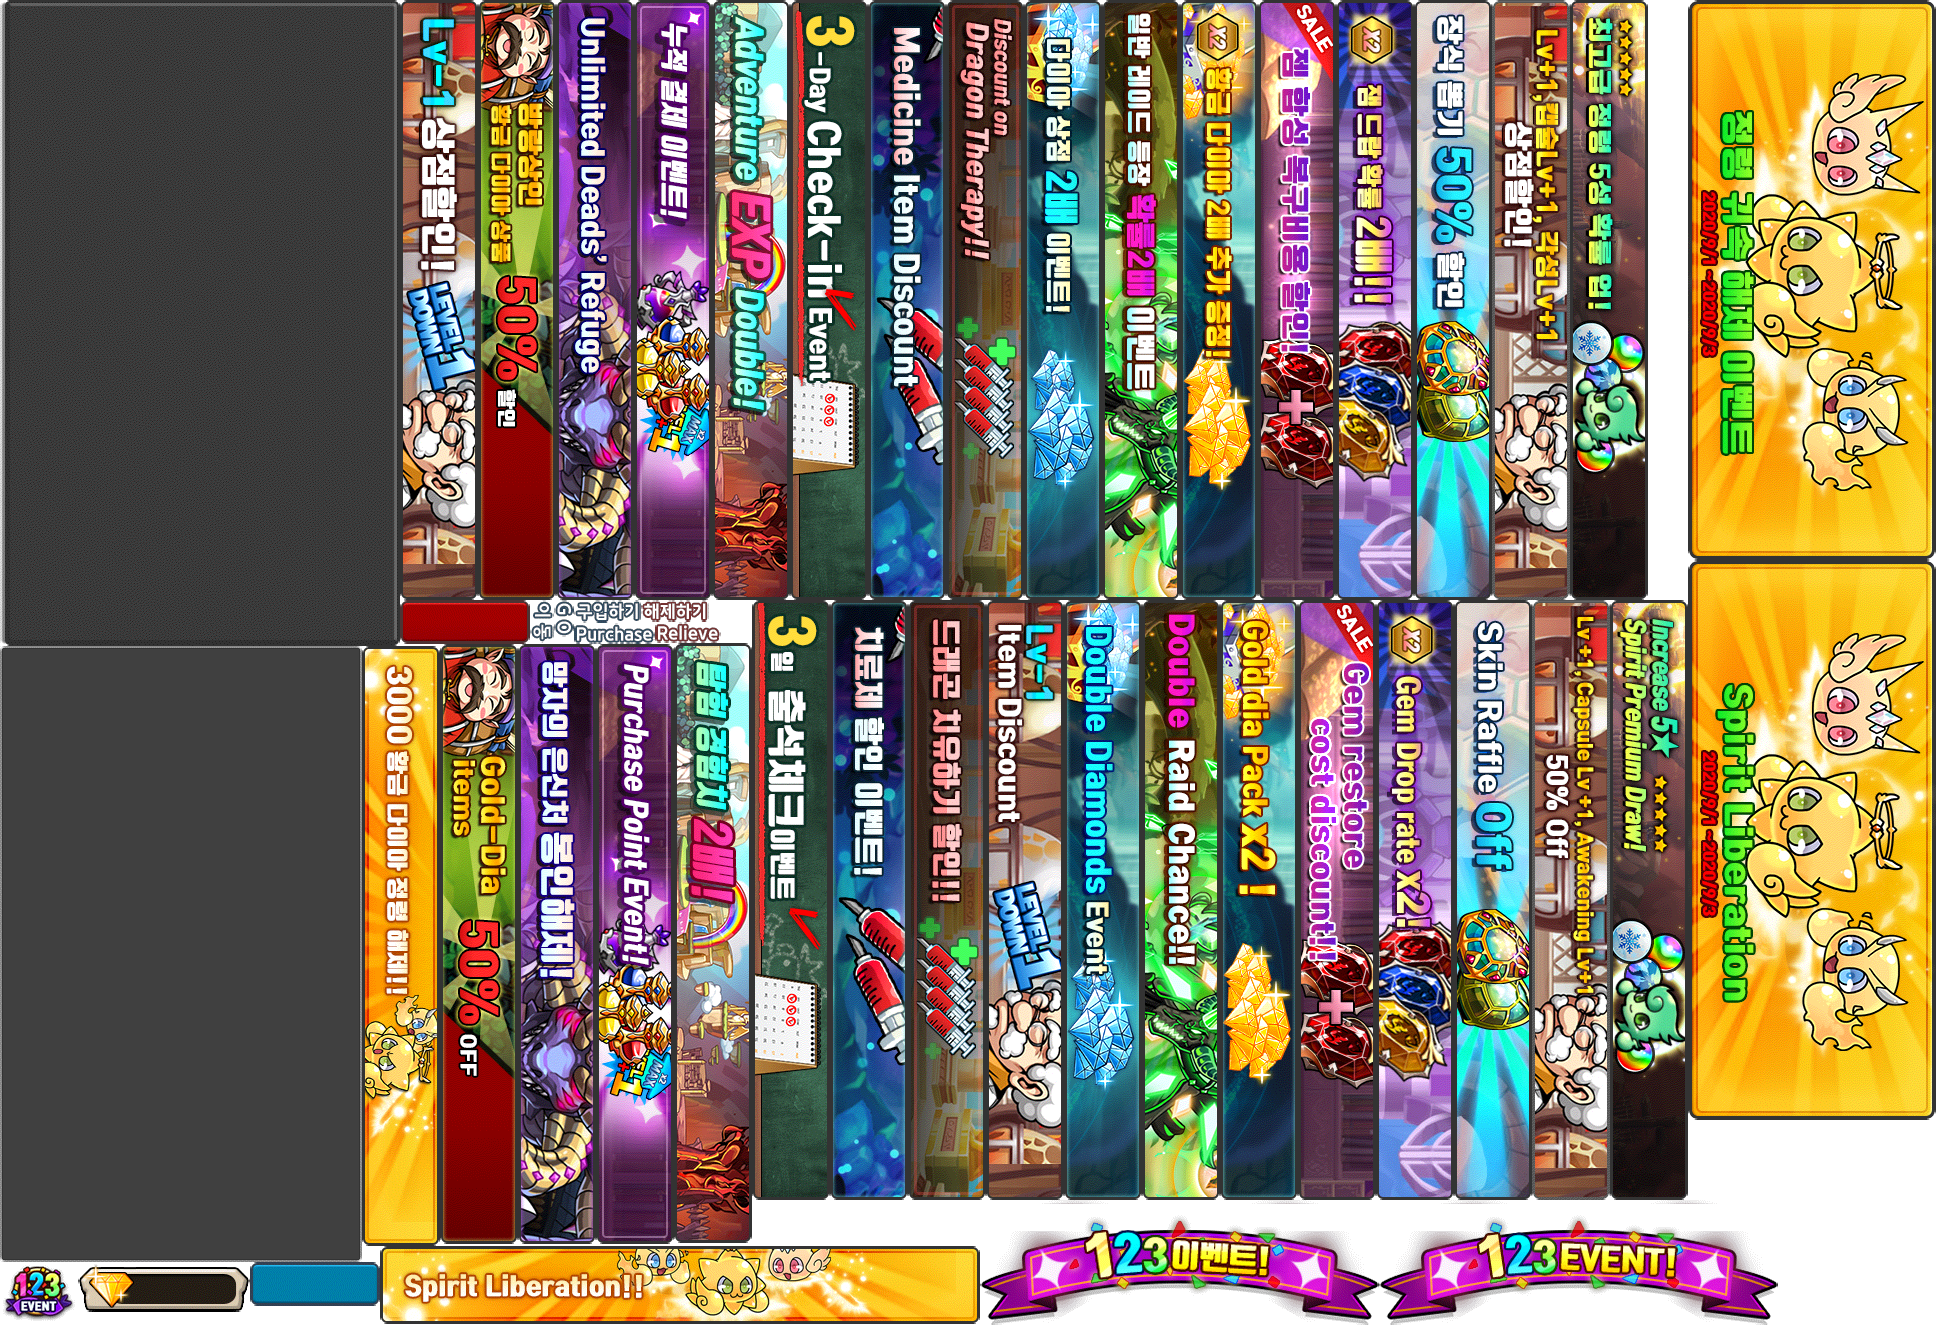 Lv-1 상점할인!
LEVEL
DOWN 1
방랑상인
황금 다이아 상품
50% 할인
Unlimited Deads' Refuge
누적 결제 이벤트!
x2
MAX
Adventure EXP Double!
3-Day Check-in Event
Medicine Item Discount
Discount on
Dragon Therapy!!
다이아 상점 2배 이벤트!
일반 레이드 등장 확률 2배 이벤트
X2
황금 다이아 2배 추가 증정!
SALE
젬 합성 복구비용 할인!
X2
젬 드랍 확률 2배!!
장식 뽑기 50% 할인
Lv+1, 캡슐Lv+1, 각성Lv+1
상점할인!
최고급 정령 5성 확률 업!
정령 귀속 해제 이벤트
2020/9/1 ~2020/9/3
구입하기 해제하기
Purchase Relieve
3000 황금 다이아 정령 해제!!
Gold-Dia
items
50% OFF
망자의 은신처 봉인해제!
Purchase Point Event!
x2
MAX
탐험 경험치 2배!
3일 출석체크이벤트
치료제 할인 이벤트!
드래곤 치유하기 할인!!
Lv-1
Item Discount
LEVEL
DOWN 1
Double Diamonds Event
Double Raid Chance!!
Gold dia Pack X2 !
SALE
Gem restore
cost discount!!
X2
Gem Drop rate X2!
Skin Raffle Off
Lv +1, Capsule Lv +1, Awakening Lv+1
50% Off
Increase 5★
Spirit Premium Draw!
Spirit Liberation
2020/9/1 ~2020/9/3
123
EVENT
Spirit Liberation!!
123 이벤트!
123 EVENT!